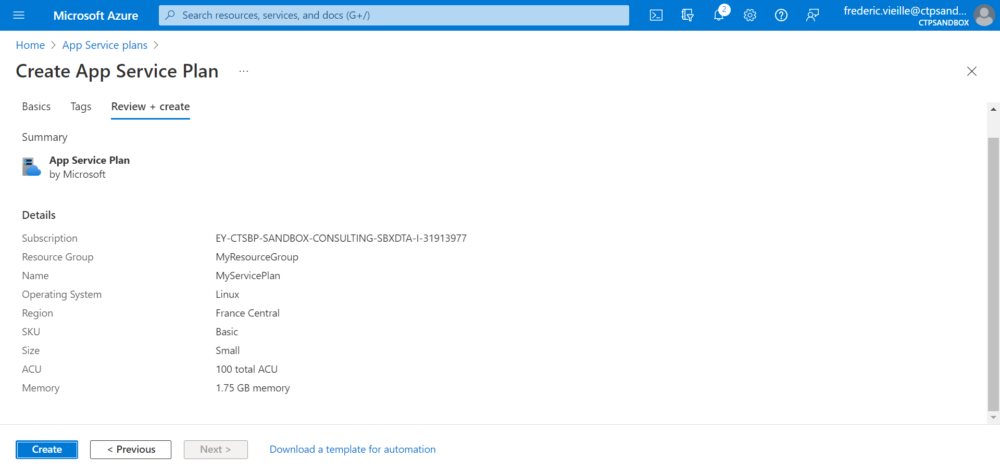 Microsoft Azure
Search resources, services, and docs (G+/)
2
frederic.vieille@ctpsand...
CTPSANDBOX
Home > App Service plans >
Create App Service Plan ...
Basics Tags Review + create
Summary
App Service Plan
by Microsoft
Details
Subscription EY-CTSBP-SANDBOX-CONSULTING-SBXDTA-I-31913977
Resource Group MyResourceGroup
Name MyServicePlan
Operating System Linux
Region France Central
SKU Basic
Size Small
ACU 100 total ACU
Memory 1.75 GB memory
Create < Previous Next > Download a template for automation